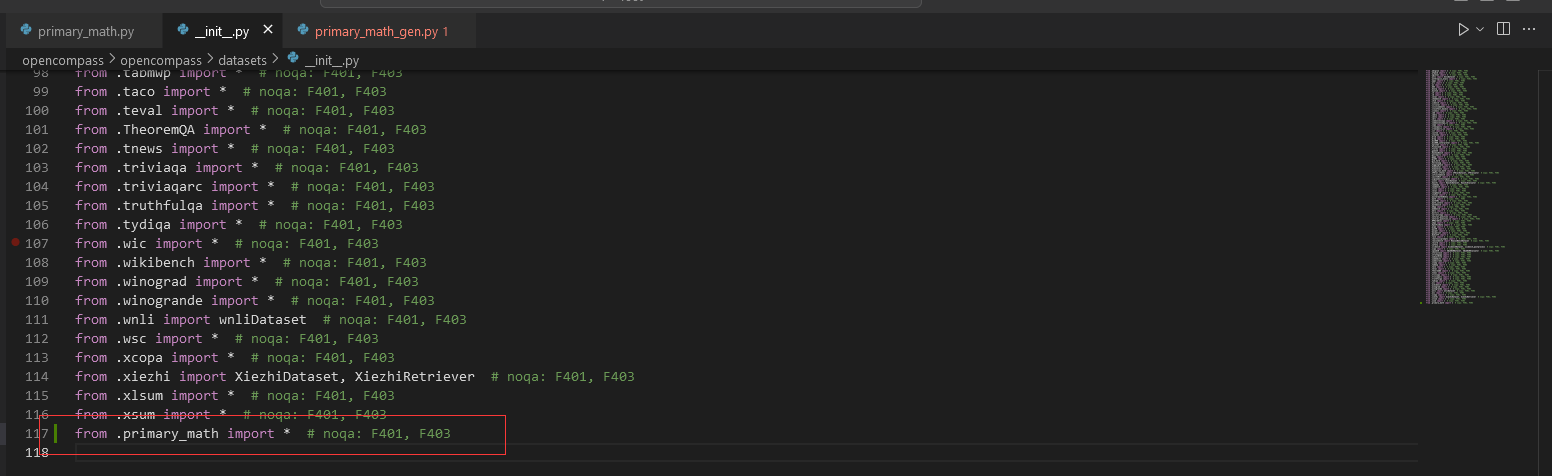 primary_math.py
__init__.py
primary_math_gen.py 1
opencompass > opencompass > datasets > __init__.py
98 from .tabmwp import * # noqa: F401, F403
99 from .taco import * # noqa: F401, F403
100 from .teval import * # noqa: F401, F403
101 from .TheoremQA import * # noqa: F401, F403
102 from .tnews import * # noqa: F401, F403
103 from .triviaqa import * # noqa: F401, F403
104 from .triviaqarc import * # noqa: F401, F403
105 from .truthfulqa import * # noqa: F401, F403
106 from .tydiqa import * # noqa: F401, F403
107 from .wic import * # noqa: F401, F403
108 from .wikibench import * # noqa: F401, F403
109 from .winograd import * # noqa: F401, F403
110 from .winogrande import * # noqa: F401, F403
111 from .wnli import wnliDataset # noqa: F401, F403
112 from .wsc import * # noqa: F401, F403
113 from .xcopa import * # noqa: F401, F403
114 from .xiezhi import XiezhiDataset, XiezhiRetriever # noqa: F401, F403
115 from .xlsum import * # noqa: F401, F403
116 from .xsum import * # noqa: F401, F403
117 from .primary_math import * # noqa: F401, F403
118